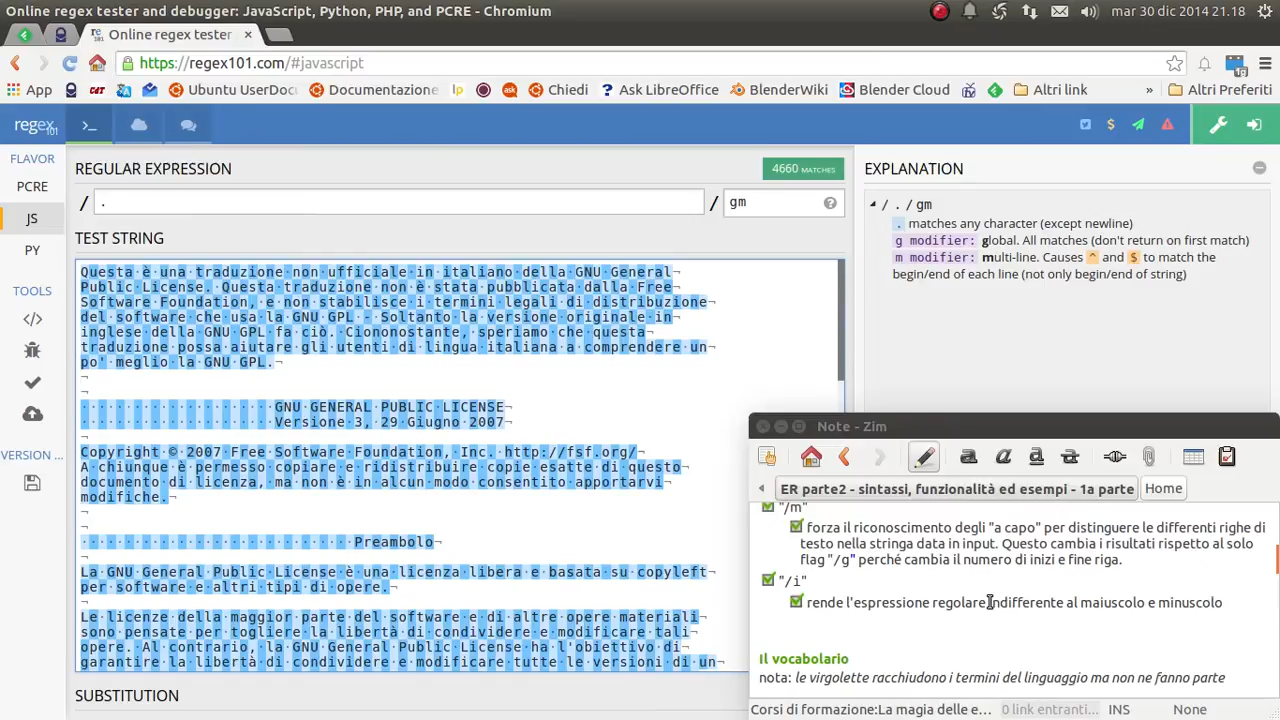 Online regex tester and debugger: JavaScript, Python, PHP, and PCRE - Chromium
mar 30 dic 2014 21.18
Online regex tester
https://regex101.com/#javascript
App
Ubuntu UserDocu
Documentazione
Chiedi
Ask LibreOffice
BlenderWiki
Blender Cloud
Altri link
»
Altri Preferiti
regex101
FLAVOR
PCRE
JS
PY
TOOLS
VERSION ...
REGULAR EXPRESSION
4660 MATCHES
/ . / gm
TEST STRING
Questa·è·una·traduzione·non·ufficiale·in·italiano·della·GNU·General¬
Public·License.·Questa·traduzione·non·è·stata·pubblicata·dalla·Free¬
Software·Foundation,·e·non·stabilisce·i·termini·legali·di·distribuzione¬
del·software·che·usa·la·GNU·GPL·-·Soltanto·la·versione·originale·in¬
inglese·della·GNU·GPL·fa·ciò.·Ciononostante,·speriamo·che·questa¬
traduzione·possa·aiutare·gli·utenti·di·lingua·italiana·a·comprendere·un¬
po'·meglio·la·GNU·GPL.¬
¬
¬
GNU·GENERAL·PUBLIC·LICENSE¬
Versione·3,·29·Giugno·2007¬
¬
Copyright·©·2007·Free·Software·Foundation,·Inc.·http://fsf.org/¬
A·chiunque·è·permesso·copiare·e·ridistribuire·copie·esatte·di·questo¬
documento·di·licenza,·ma·non·è·in·alcun·modo·consentito·apportarvi¬
modifiche.¬
¬
¬
Preambolo¬
¬
La·GNU·General·Public·License·è·una·licenza·libera·e·basata·su·copyleft¬
per·software·e·altri·tipi·di·opere.¬
¬
Le·licenze·della·maggior·parte·del·software·e·di·altre·opere·materiali¬
sono·pensate·per·togliere·la·libertà·di·condividere·e·modificare·tali¬
opere.·Al·contrario,·la·GNU·General·Public·License·ha·l'obiettivo·di¬
garantire·la·libertà·di·condividere·e·modificare·tutte·le·versioni·di·un¬
SUBSTITUTION
EXPLANATION
/ . / gm
. matches any character (except newline)
g modifier: global. All matches (don't return on first match)
m modifier: multi-line. Causes ^ and $ to match the
begin/end of each line (not only begin/end of string)
Note - Zim
ER parte2 - sintassi, funzionalità ed esempi - 1a parte
Home
"/m"
forza il riconoscimento degli "a capo" per distinguere le differenti righe di
testo nella stringa data in input. Questo cambia i risultati rispetto al solo
flag "/g" perché cambia il numero di inizi e fine riga.
"/i"
rende l'espressione regolare indifferente al maiuscolo e minuscolo
Il vocabolario
nota: le virgolette racchiudono i termini del linguaggio ma non ne fanno parte
Corsi di formazione:La magia delle e...
0 link entranti...
INS
None